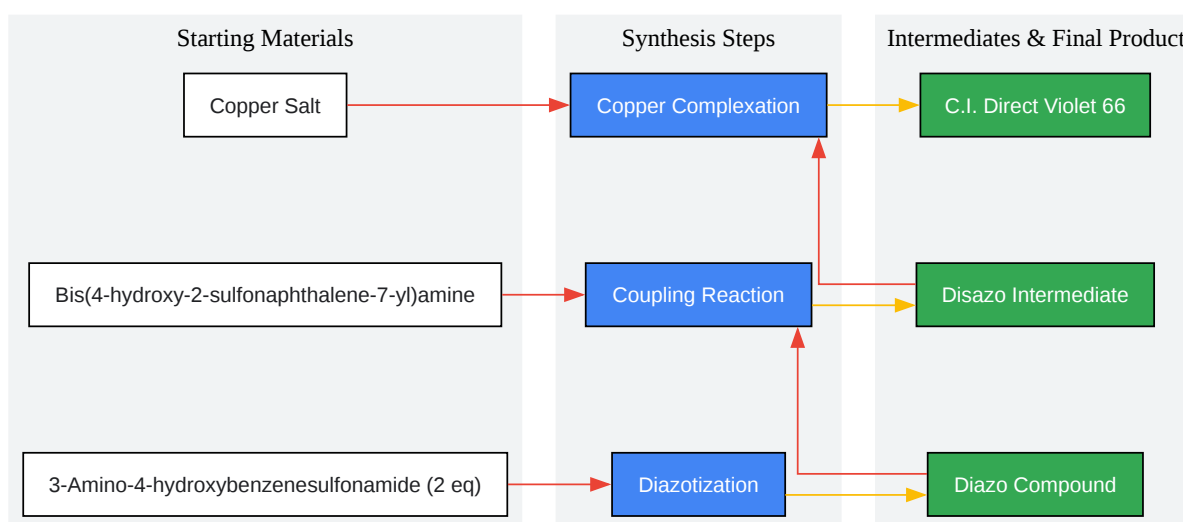 Starting Materials
Synthesis Steps
Intermediates & Final Product
Copper Salt
Copper Complexation
C.I. Direct Violet 66
Bis(4-hydroxy-2-sulfonaphthalene-7-yl)amine
Coupling Reaction
Disazo Intermediate
3-Amino-4-hydroxybenzenesulfonamide (2 eq)
Diazotization
Diazo Compound